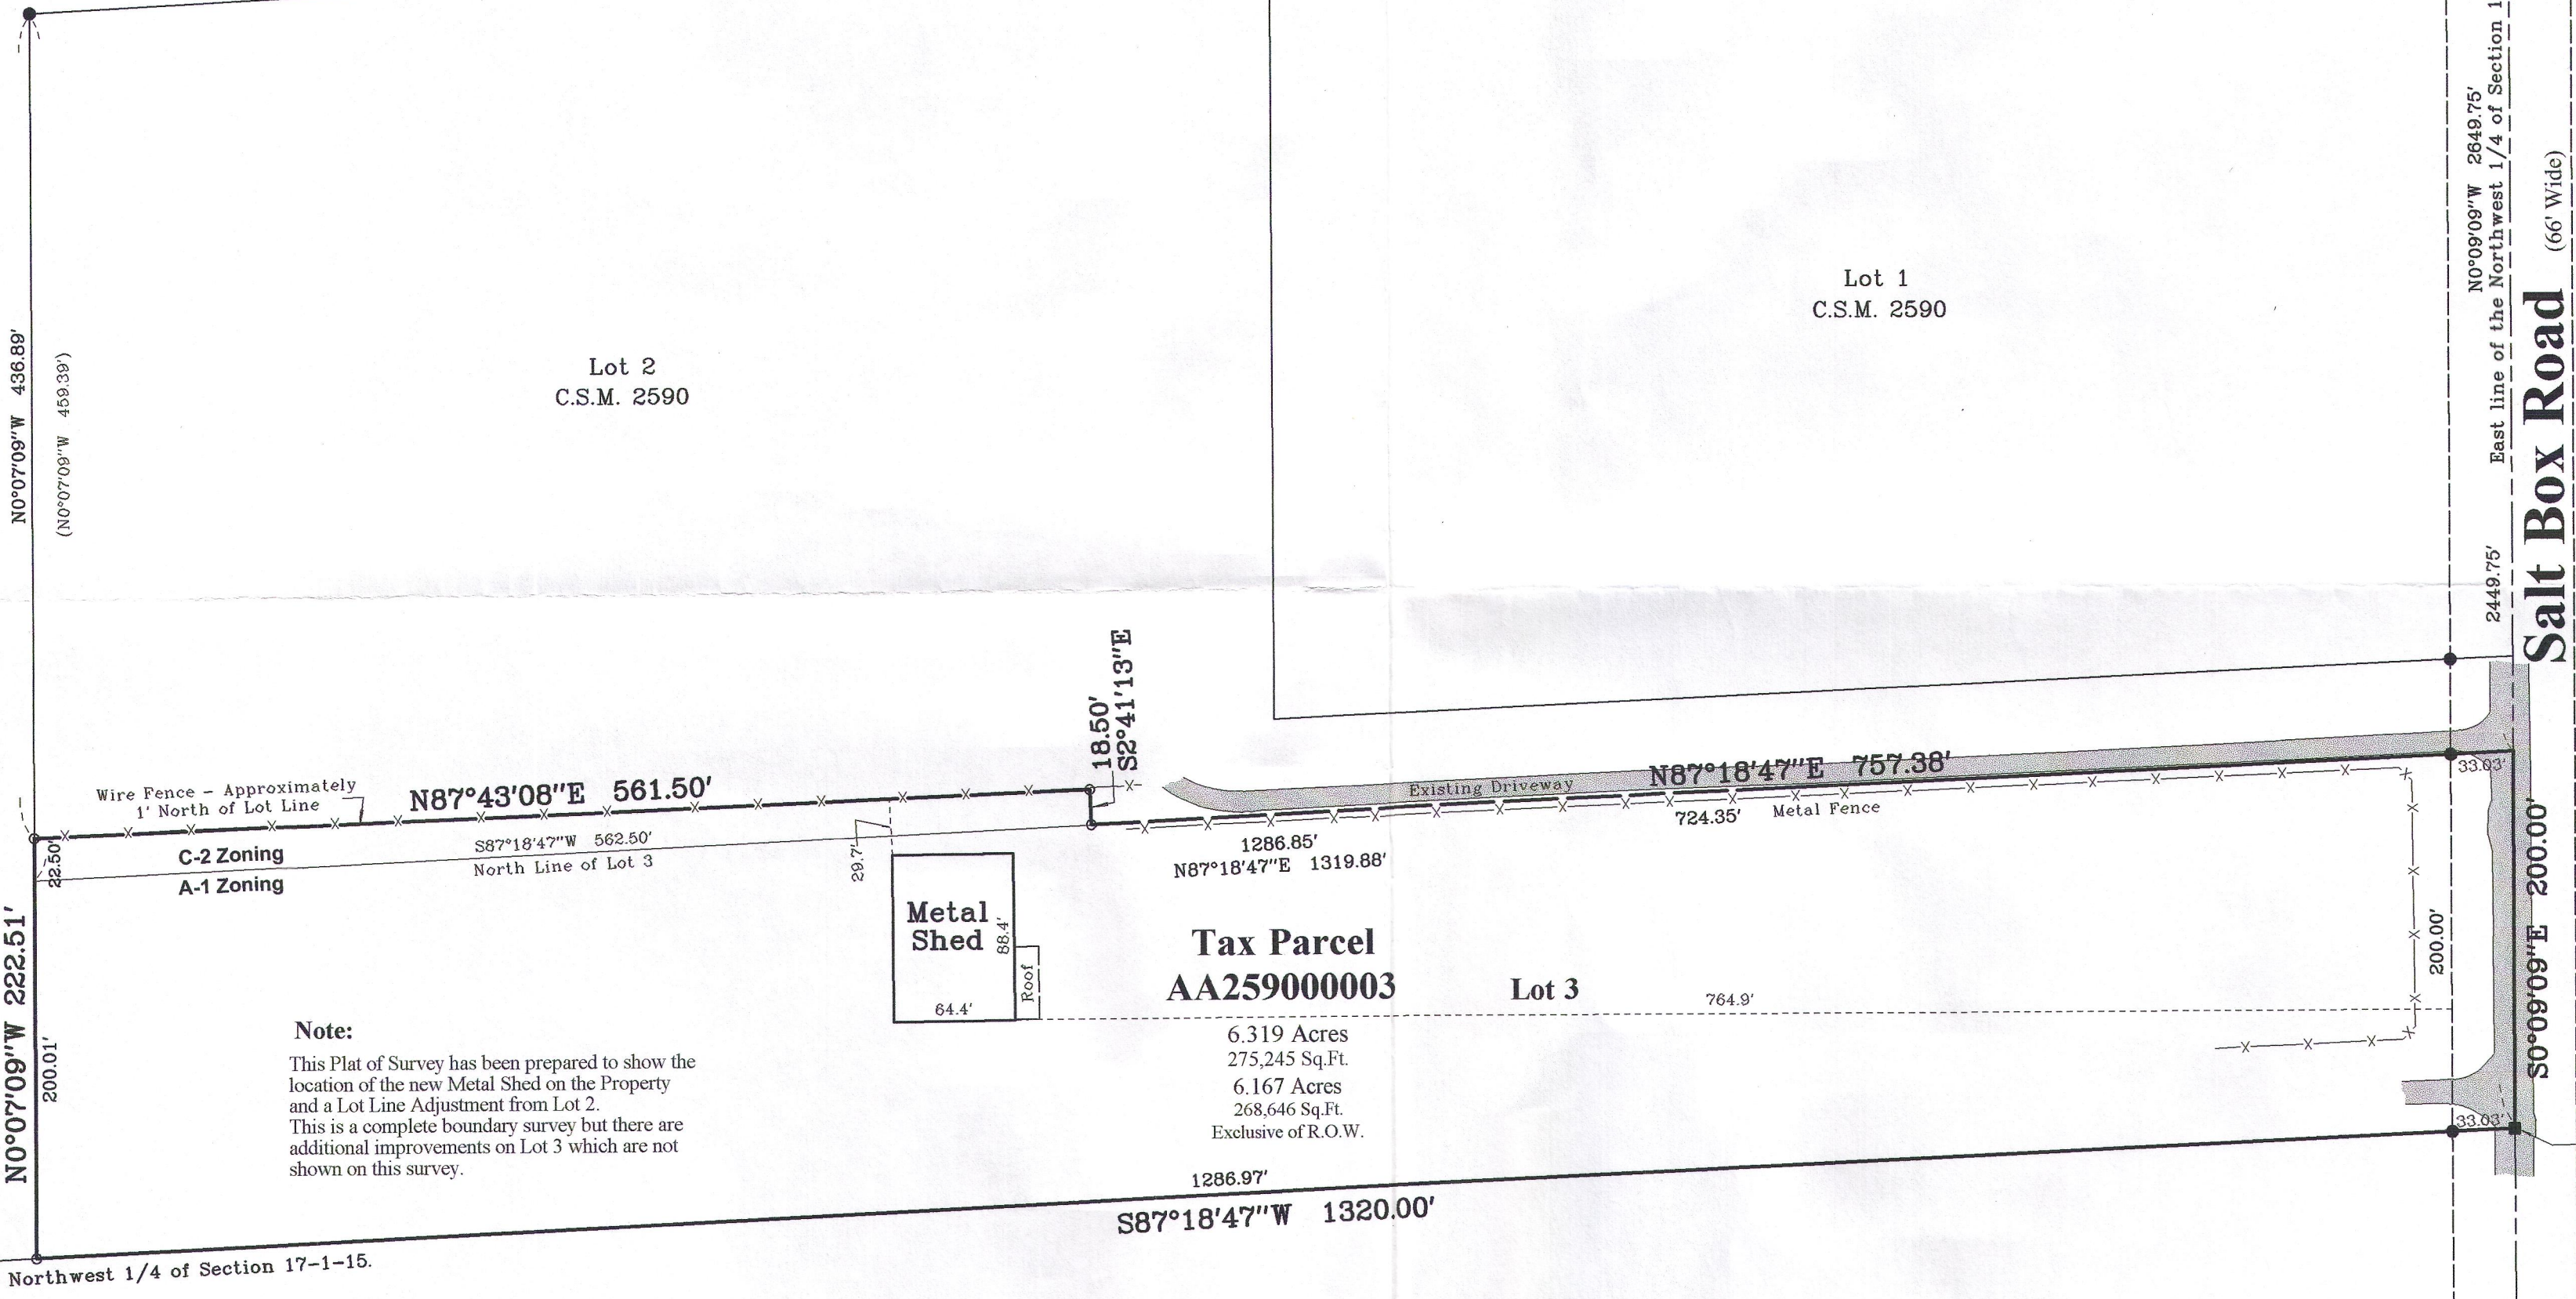 N0°07'09"W 436.89'
(N0°07'09"W 459.39')
Lot 2
C.S.M. 2590
Lot 1
C.S.M. 2590
N0°09'09"W 2649.75'
East line of the Northwest 1/4 of Section 1
2449.75'
Salt Box Road (66' Wide)
18.50'
S2°41'13"E
Wire Fence - Approximately
1' North of Lot Line
N87°43'08"E 561.50'
Existing Driveway
N87°18'47"E 757.38'
33.03'
724.35' Metal Fence
22.50'
C-2 Zoning
A-1 Zoning
S87°18'47"W 562.50'
North Line of Lot 3
29.7'
1286.85'
N87°18'47"E 1319.88'
Metal
Shed
88.4'
64.4'
Roof
Tax Parcel
AA259000003
Lot 3
764.9'
6.319 Acres
275,245 Sq.Ft.
6.167 Acres
268,646 Sq.Ft.
Exclusive of R.O.W.
200.00'
S0°09'09"E 200.00'
33.03'
N0°07'09"W 222.51'
200.01'
Note:
This Plat of Survey has been prepared to show the
location of the new Metal Shed on the Property
and a Lot Line Adjustment from Lot 2.
This is a complete boundary survey but there are
additional improvements on Lot 3 which are not
shown on this survey.
1286.97'
S87°18'47"W 1320.00'
Northwest 1/4 of Section 17-1-15.